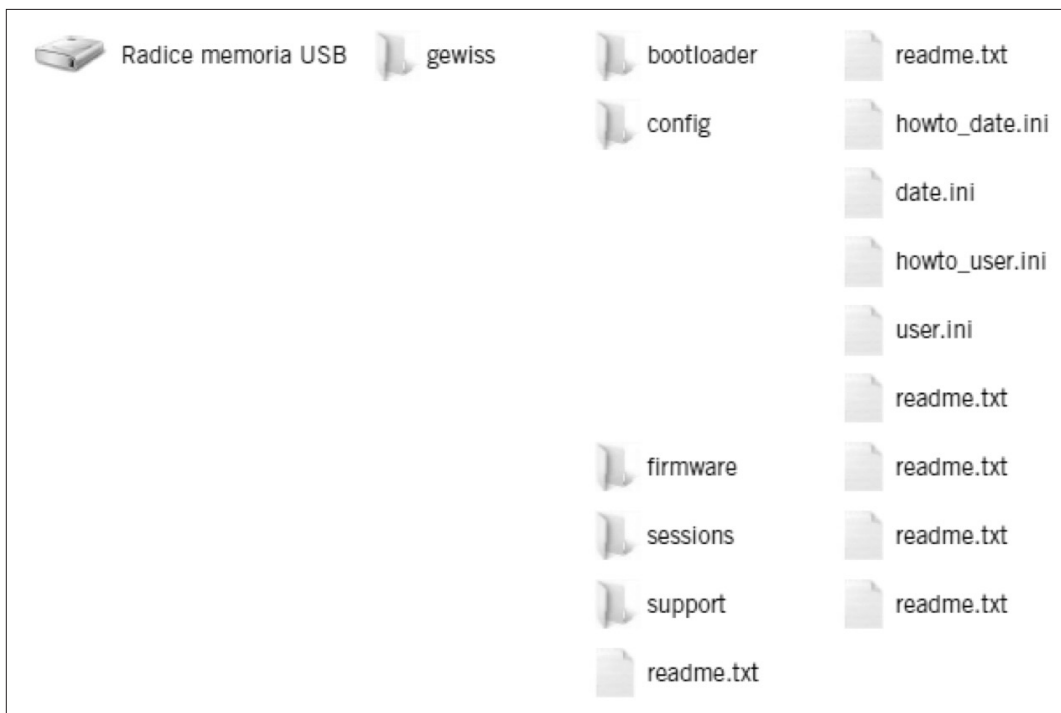 Radice memoria USB gewiss bootloader readme.txt
config howto_date.ini
date.ini
howto_user.ini
user.ini
readme.txt
firmware readme.txt
sessions readme.txt
support readme.txt
readme.txt